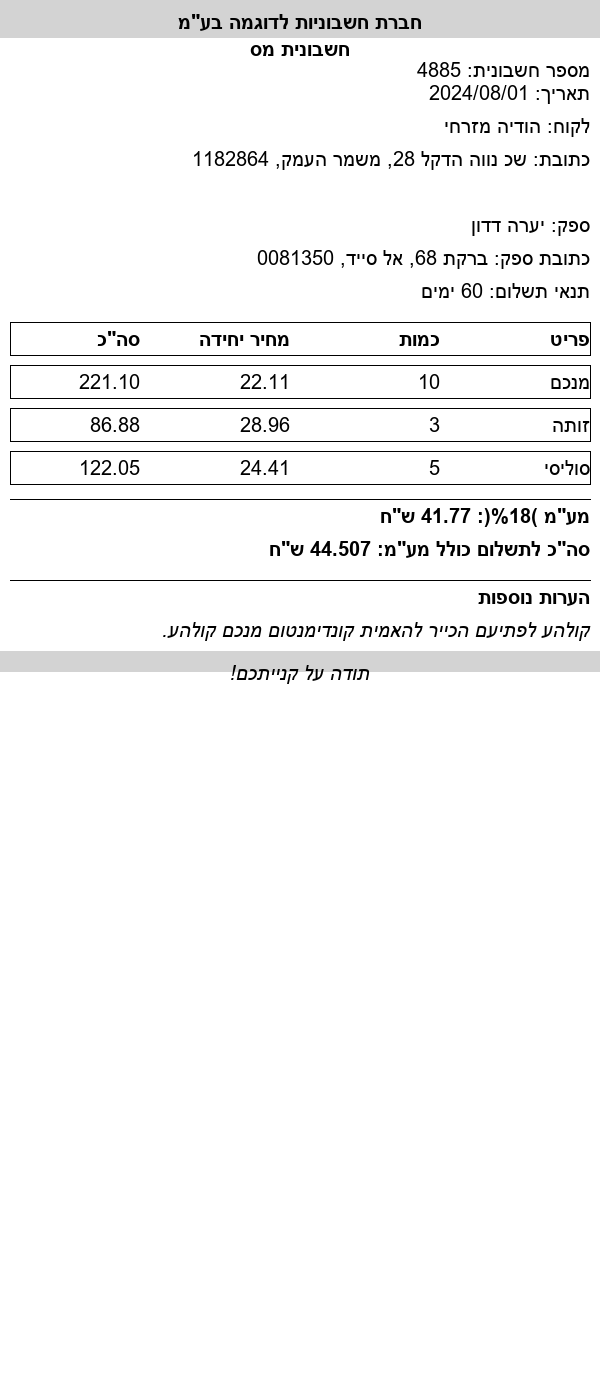 חברת חשבוניות לדוגמה בע"מ
חשבונית מס
מספר חשבונית: 4885
תאריך: 2024/08/01
לקוח: הודיה מזרחי
כתובת: שכ נווה הדקל 28, משמר העמק, 1182864
ספק: יערה דדון
כתובת ספק: ברקת 68, אל סייד, 0081350
תנאי תשלום: 60 ימים
פריט כמות מחיר יחידה סה"כ
מנכם 10 22.11 221.10
זותה 3 28.96 86.88
סוליסי 5 24.41 122.05
מע"מ )18%(: 41.77 ש"ח
סה"כ לתשלום כולל מע"מ: 44.507 ש"ח
הערות נוספות
קולהע לפתיעם הכייר להאמית קונדימנטום מנכם קולהע.
תודה על קנייתכם!